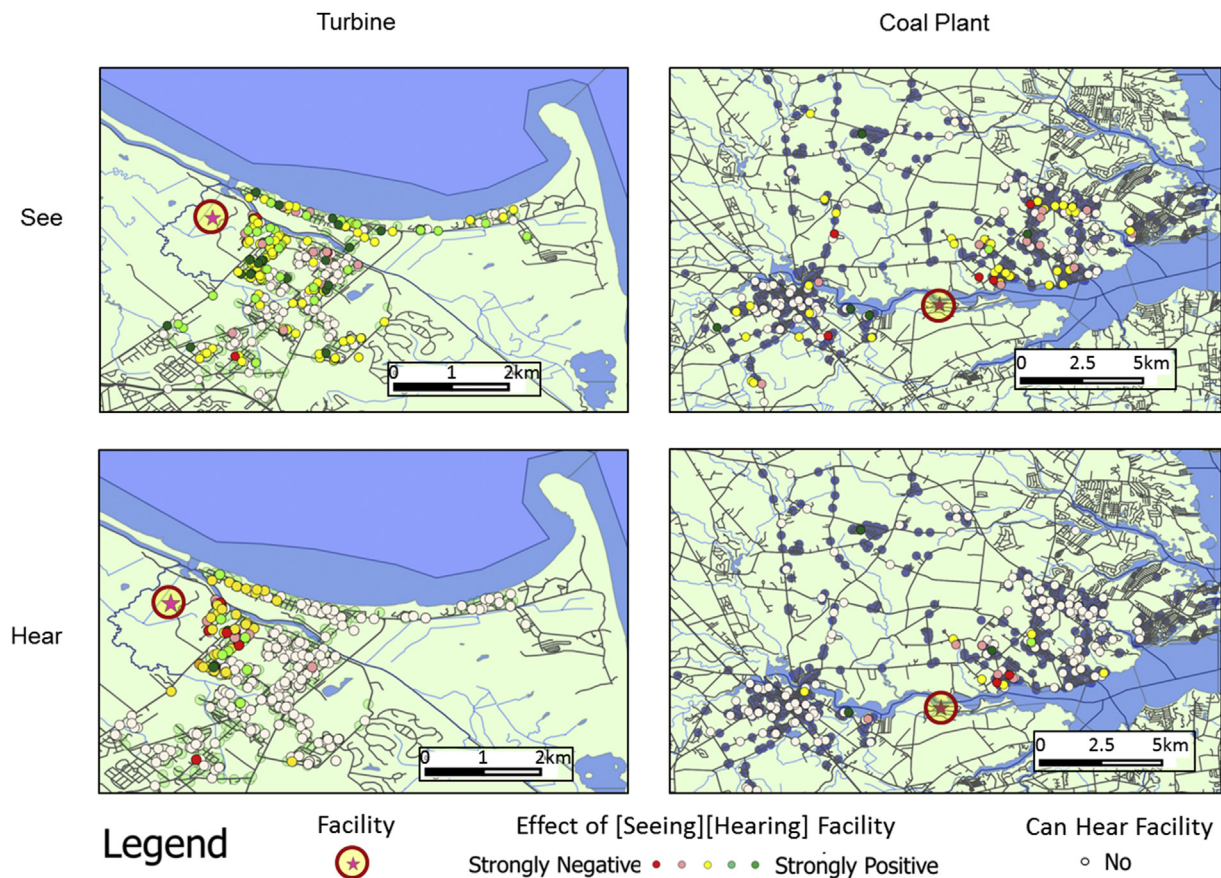 Turbine
Coal Plant
See
0 1 2km
0 2.5 5km
Hear
0 1 2km
0 2.5 5km
Legend
Facility
Effect of [Seeing][Hearing] Facility
Can Hear Facility
Strongly Negative
Strongly Positive
No